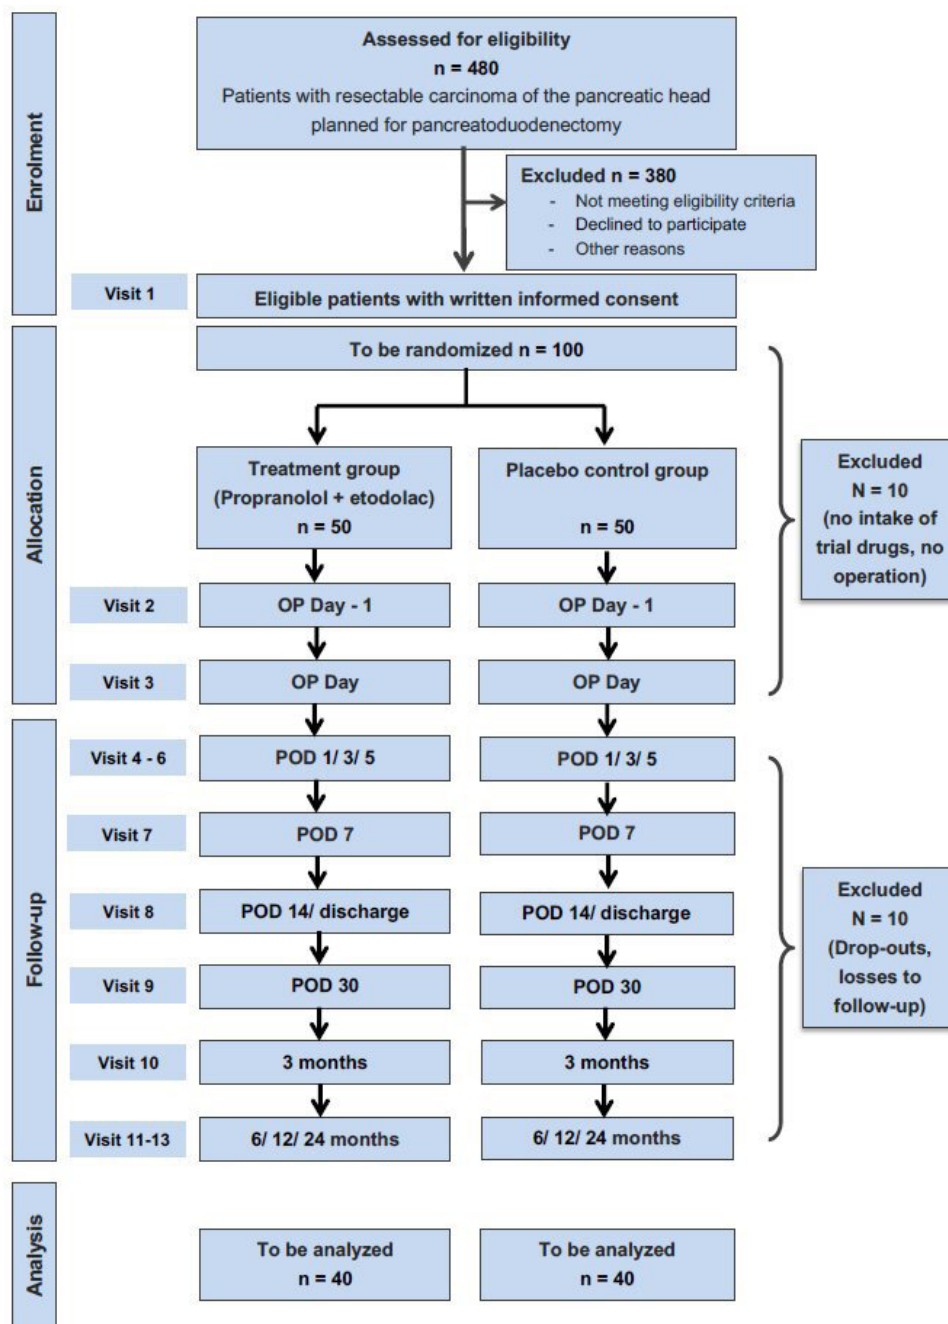 Enrolment
Assessed for eligibility
n = 480
Patients with resectable carcinoma of the pancreatic head
planned for pancreatoduodenectomy
Excluded n = 380
- Not meeting eligibility criteria
- Declined to participate
- Other reasons
Visit 1
Eligible patients with written informed consent
Allocation
To be randomized n = 100
Treatment group
(Propranolol + etodolac)
n = 50
Placebo control group
n = 50
Excluded
N = 10
(no intake of
trial drugs, no
operation)
Visit 2
OP Day - 1
OP Day - 1
Visit 3
OP Day
OP Day
Follow-up
Visit 4 - 6
POD 1/ 3/ 5
POD 1/ 3/ 5
Visit 7
POD 7
POD 7
Visit 8
POD 14/ discharge
POD 14/ discharge
Excluded
N = 10
(Drop-outs,
losses to
follow-up)
Visit 9
POD 30
POD 30
Visit 10
3 months
3 months
Visit 11-13
6/ 12/ 24 months
6/ 12/ 24 months
Analysis
To be analyzed
n = 40
To be analyzed
n = 40